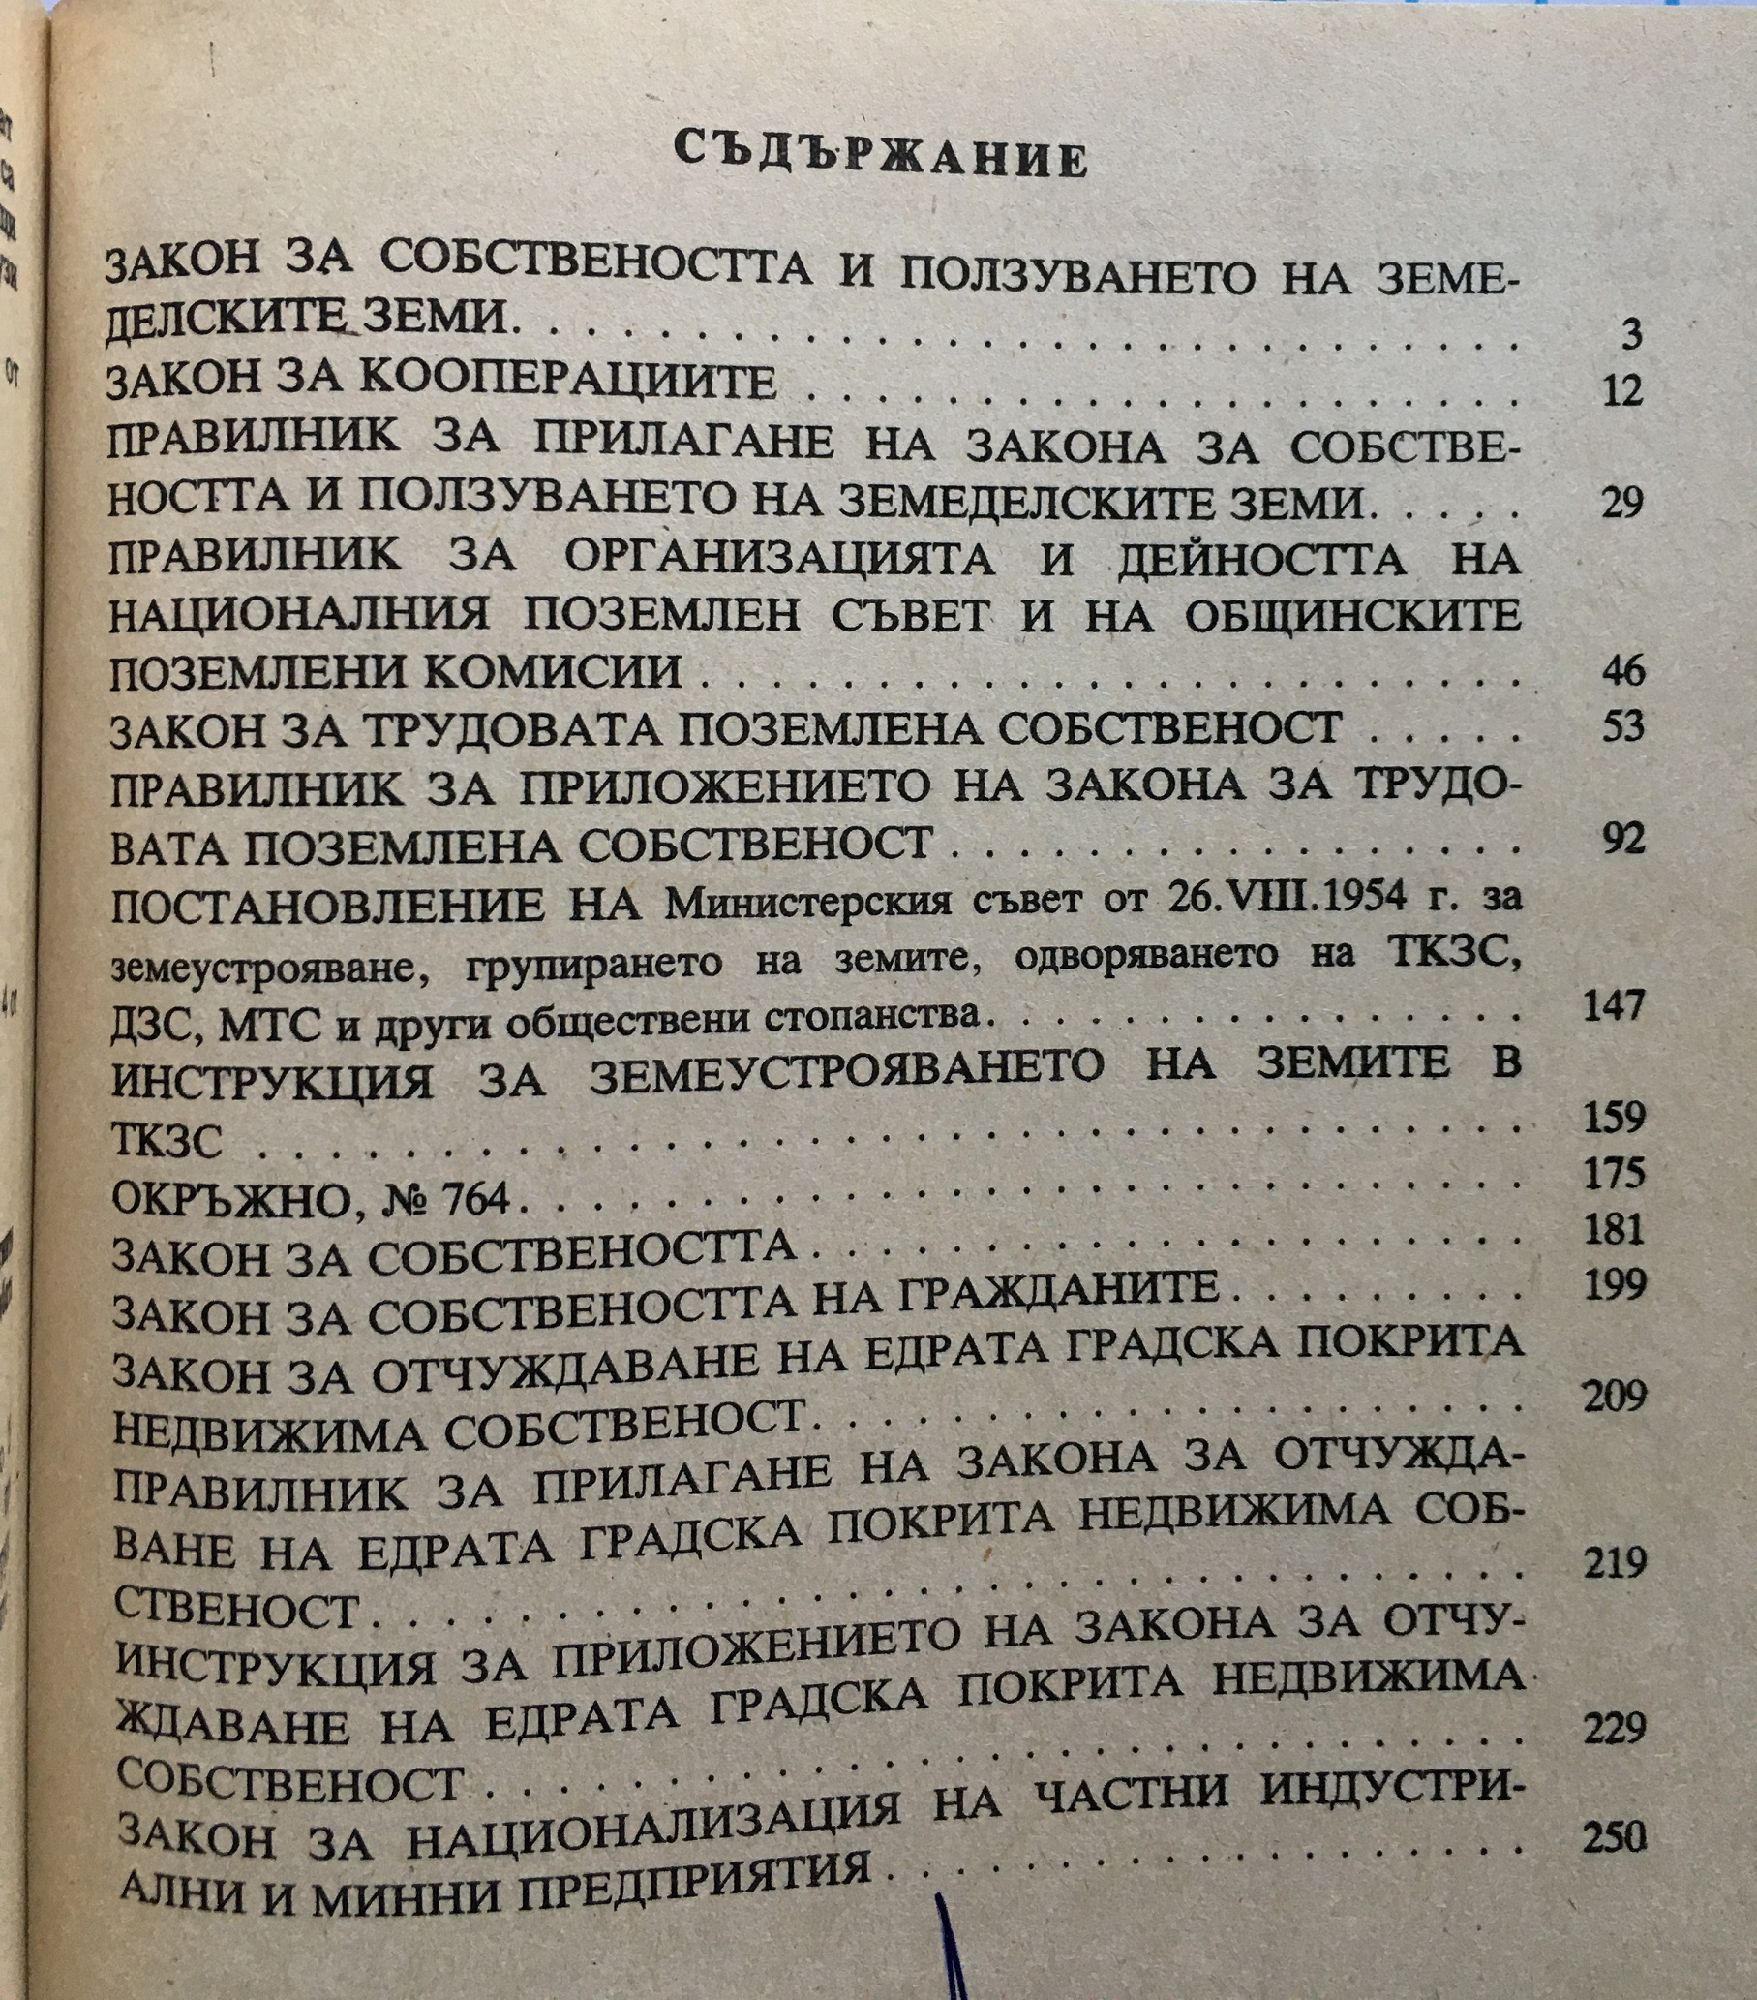 СЪДЪРЖАНИЕ
ЗАКОН ЗА СОБСТВЕНОСТТА И ПОЛЗУВАНЕТО НА ЗЕМЕ-
ДЕЛСКИТЕ ЗЕМИ. . . . . . . . . . . . . . . . . . . . . . . . . . . 3
ЗАКОН ЗА КООПЕРАЦИИТЕ . . . . . . . . . . . . . . . . . . . . 12
ПРАВИЛНИК ЗА ПРИЛАГАНЕ НА ЗАКОНА ЗА СОБСТВЕ-
НОСТТА И ПОЛЗУВАНЕТО НА ЗЕМЕДЕЛСКИТЕ ЗЕМИ. . . . . 29
ПРАВИЛНИК ЗА ОРГАНИЗАЦИЯТА И ДЕЙНОСТТА НА
НАЦИОНАЛНИЯ ПОЗЕМЛЕН СЪВЕТ И НА ОБЩИНСКИТЕ
ПОЗЕМЛЕНИ КОМИСИИ . . . . . . . . . . . . . . . . . . . . . . . 46
ЗАКОН ЗА ТРУДОВАТА ПОЗЕМЛЕНА СОБСТВЕНОСТ . . . . . 53
ПРАВИЛНИК ЗА ПРИЛОЖЕНИЕТО НА ЗАКОНА ЗА ТРУДО-
ВАТА ПОЗЕМЛЕНА СОБСТВЕНОСТ . . . . . . . . . . . . . . . . 92
ПОСТАНОВЛЕНИЕ НА Министерския съвет от 26.VIII.1954 г. за
земеустрояване, групирането на земите, одворяването на ТКЗС,
ДЗС, МТС и други обществени стопанства. . . . . . . . . . . . . . . 147
ИНСТРУКЦИЯ ЗА ЗЕМЕУСТРОЯВАНЕТО НА ЗЕМИТЕ В
ТКЗС . . . . . . . . . . . . . . . . . . . . . . . . . . . . . . . . 159
ОКРЪЖНО, № 764. . . . . . . . . . . . . . . . . . . . . . . . . . 175
ЗАКОН ЗА СОБСТВЕНОСТТА . . . . . . . . . . . . . . . . . . . . 181
ЗАКОН ЗА СОБСТВЕНОСТТА НА ГРАЖДАНИТЕ. . . . . . . . . 199
ЗАКОН ЗА ОТЧУЖДАВАНЕ НА ЕДРАТА ГРАДСКА ПОКРИТА
НЕДВИЖИМА СОБСТВЕНОСТ. . . . . . . . . . . . . . . . . . . . 209
ПРАВИЛНИК ЗА ПРИЛАГАНЕ НА ЗАКОНА ЗА ОТЧУЖДА-
ВАНЕ НА ЕДРАТА ГРАДСКА ПОКРИТА НЕДВИЖИМА СОБ-
СТВЕНОСТ. . . . . . . . . . . . . . . . . . . . . . . . . . . . . 219
ИНСТРУКЦИЯ ЗА ПРИЛОЖЕНИЕТО НА ЗАКОНА ЗА ОТЧУ-
ЖДАВАНЕ НА ЕДРАТА ГРАДСКА ПОКРИТА НЕДВИЖИМА
СОБСТВЕНОСТ . . . . . . . . . . . . . . . . . . . . . . . . . . . 229
ЗАКОН ЗА НАЦИОНАЛИЗАЦИЯ НА ЧАСТНИ ИНДУСТРИ-
АЛНИ И МИННИ ПРЕДПРИЯТИЯ . . . . . . . . . . . . . . . . . 250